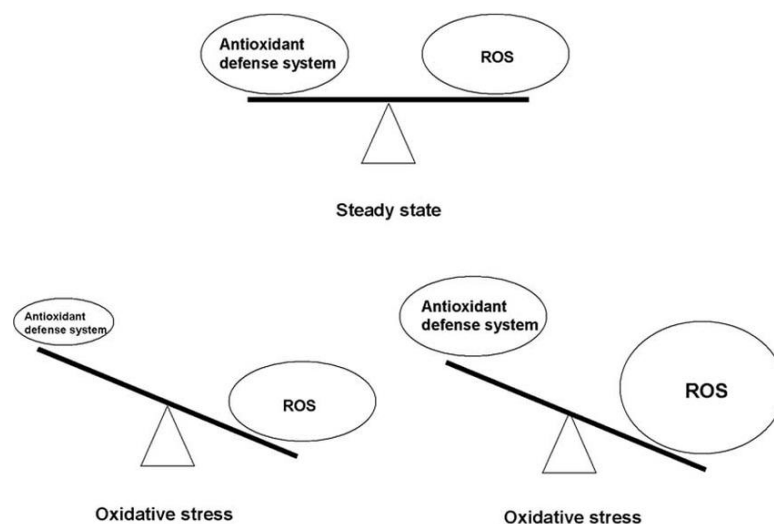 Antioxidant
defense system
ROS
Steady state
Antioxidant
defense system
ROS
Oxidative stress
Antioxidant
defense system
ROS
Oxidative stress